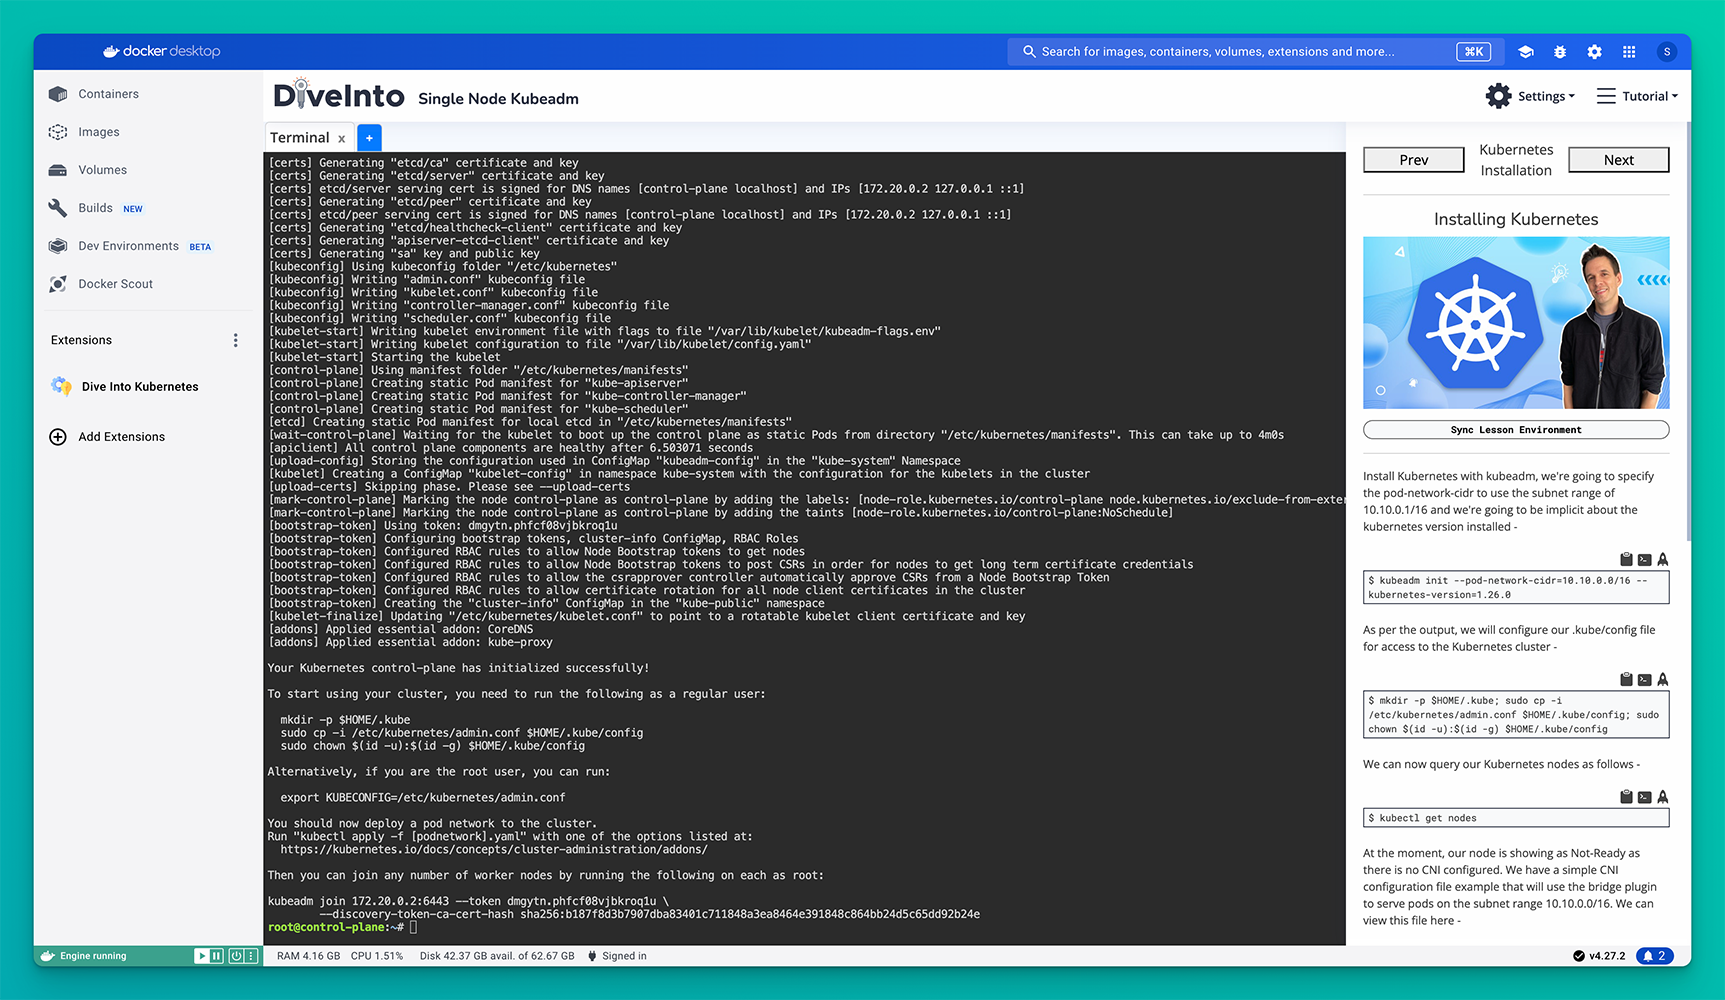 docker desktop
Search for images, containers, volumes, extensions and more...
⌘K
S
Containers
Images
Volumes
Builds NEW
Dev Environments BETA
Docker Scout
Extensions
Dive Into Kubernetes
Add Extensions
DiveInto
Single Node Kubeadm
Settings
Tutorial
Terminal x
+
[certs] Generating "etcd/ca" certificate and key
[certs] Generating "etcd/server" certificate and key
[certs] etcd/server serving cert is signed for DNS names [control-plane localhost] and IPs [172.20.0.2 127.0.0.1 ::1]
[certs] Generating "etcd/peer" certificate and key
[certs] etcd/peer serving cert is signed for DNS names [control-plane localhost] and IPs [172.20.0.2 127.0.0.1 ::1]
[certs] Generating "etcd/healthcheck-client" certificate and key
[certs] Generating "apiserver-etcd-client" certificate and key
[certs] Generating "sa" key and public key
[kubeconfig] Using kubeconfig folder "/etc/kubernetes"
[kubeconfig] Writing "admin.conf" kubeconfig file
[kubeconfig] Writing "kubelet.conf" kubeconfig file
[kubeconfig] Writing "controller-manager.conf" kubeconfig file
[kubeconfig] Writing "scheduler.conf" kubeconfig file
[kubelet-start] Writing kubelet environment file with flags to file "/var/lib/kubelet/kubeadm-flags.env"
[kubelet-start] Writing kubelet configuration to file "/var/lib/kubelet/config.yaml"
[kubelet-start] Starting the kubelet
[control-plane] Using manifest folder "/etc/kubernetes/manifests"
[control-plane] Creating static Pod manifest for "kube-apiserver"
[control-plane] Creating static Pod manifest for "kube-controller-manager"
[control-plane] Creating static Pod manifest for "kube-scheduler"
[etcd] Creating static Pod manifest for local etcd in "/etc/kubernetes/manifests"
[wait-control-plane] Waiting for the kubelet to boot up the control plane as static Pods from directory "/etc/kubernetes/manifests". This can take up to 4m0s
[apiclient] All control plane components are healthy after 6.503071 seconds
[upload-config] Storing the configuration used in ConfigMap "kubeadm-config" in the "kube-system" Namespace
[kubelet] Creating a ConfigMap "kubelet-config" in namespace kube-system with the configuration for the kubelets in the cluster
[upload-certs] Skipping phase. Please see --upload-certs
[mark-control-plane] Marking the node control-plane as control-plane by adding the labels: [node-role.kubernetes.io/control-plane node.kubernetes.io/exclude-from-exter
[mark-control-plane] Marking the node control-plane as control-plane by adding the taints [node-role.kubernetes.io/control-plane:NoSchedule]
[bootstrap-token] Using token: dmgytn.phfcf08vjbkroq1u
[bootstrap-token] Configuring bootstrap tokens, cluster-info ConfigMap, RBAC Roles
[bootstrap-token] Configured RBAC rules to allow Node Bootstrap tokens to get nodes
[bootstrap-token] Configured RBAC rules to allow Node Bootstrap tokens to post CSRs in order for nodes to get long term certificate credentials
[bootstrap-token] Configured RBAC rules to allow the csrapprover controller automatically approve CSRs from a Node Bootstrap Token
[bootstrap-token] Configured RBAC rules to allow certificate rotation for all node client certificates in the cluster
[bootstrap-token] Creating the "cluster-info" ConfigMap in the "kube-public" namespace
[kubelet-finalize] Updating "/etc/kubernetes/kubelet.conf" to point to a rotatable kubelet client certificate and key
[addons] Applied essential addon: CoreDNS
[addons] Applied essential addon: kube-proxy
Your Kubernetes control-plane has initialized successfully!
To start using your cluster, you need to run the following as a regular user:
mkdir -p $HOME/.kube
sudo cp -i /etc/kubernetes/admin.conf $HOME/.kube/config
sudo chown $(id -u):$(id -g) $HOME/.kube/config
Alternatively, if you are the root user, you can run:
export KUBECONFIG=/etc/kubernetes/admin.conf
You should now deploy a pod network to the cluster.
Run "kubectl apply -f [podnetwork].yaml" with one of the options listed at:
https://kubernetes.io/docs/concepts/cluster-administration/addons/
Then you can join any number of worker nodes by running the following on each as root:
kubeadm join 172.20.0.2:6443 --token dmgytn.phfcf08vjbkroq1u \
--discovery-token-ca-cert-hash sha256:b187f8d3b7907dba83401c711848a3ea8464e391848c864bb24d5c65dd92b24e
root@control-plane:~#
Prev
Kubernetes
Installation
Next
Installing Kubernetes
Sync Lesson Environment
Install Kubernetes with kubeadm, we're going to specify
the pod-network-cidr to use the subnet range of
10.10.0.1/16 and we're going to be implicit about the
kubernetes version installed -
$ kubeadm init --pod-network-cidr=10.10.0.0/16 --
kubernetes-version=1.26.0
As per the output, we will configure our .kube/config file
for access to the Kubernetes cluster -
$ mkdir -p $HOME/.kube; sudo cp -i
/etc/kubernetes/admin.conf $HOME/.kube/config; sudo
chown $(id -u):$(id -g) $HOME/.kube/config
We can now query our Kubernetes nodes as follows -
$ kubectl get nodes
At the moment, our node is showing as Not-Ready as
there is no CNI configured. We have a simple CNI
configuration file example that will use the bridge plugin
to serve pods on the subnet range 10.10.0.0/16. We can
view this file here -
Engine running
RAM 4.16 GB CPU 1.51% Disk 42.37 GB avail. of 62.67 GB Signed in
v4.27.2
2